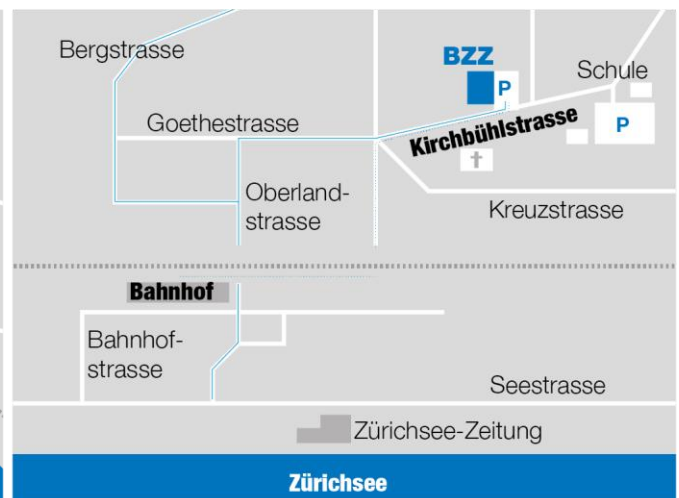 Bergstrasse
BZZ
P
Schule
Goethestrasse
Kirchbühlstrasse
P
Oberland-
strasse
Kreuzstrasse
Bahnhof
Bahnhof-
strasse
Seestrasse
Zürichsee-Zeitung
Zürichsee